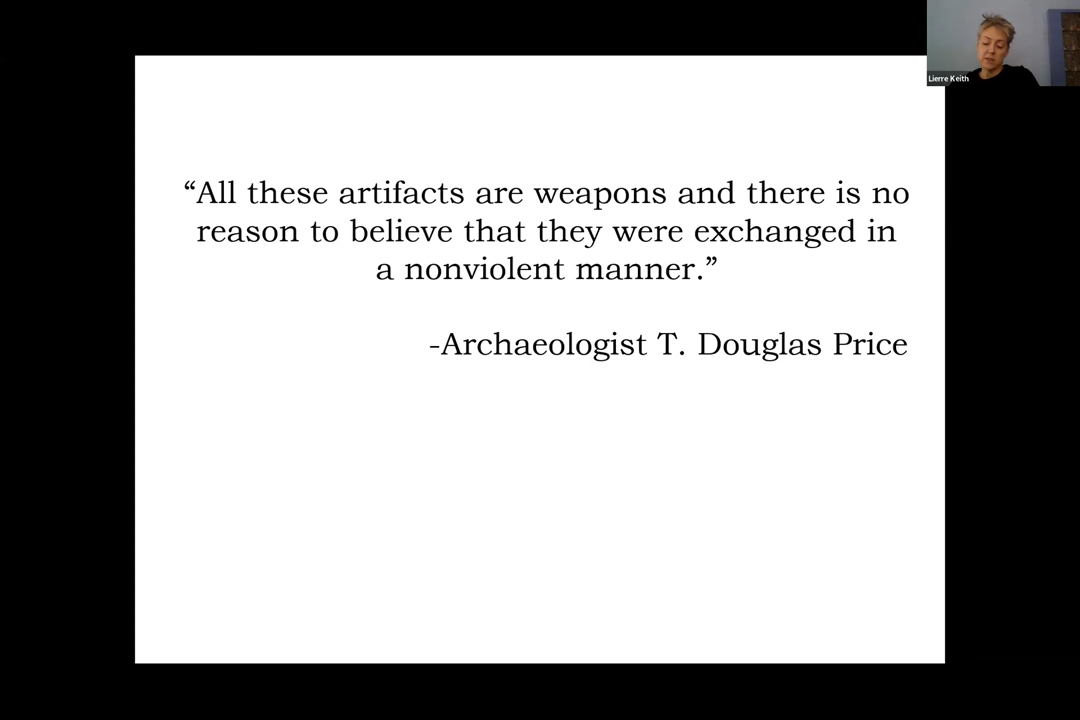 Lierre Keith
“All these artifacts are weapons and there is no
reason to believe that they were exchanged in
a nonviolent manner.”
-Archaeologist T. Douglas Price